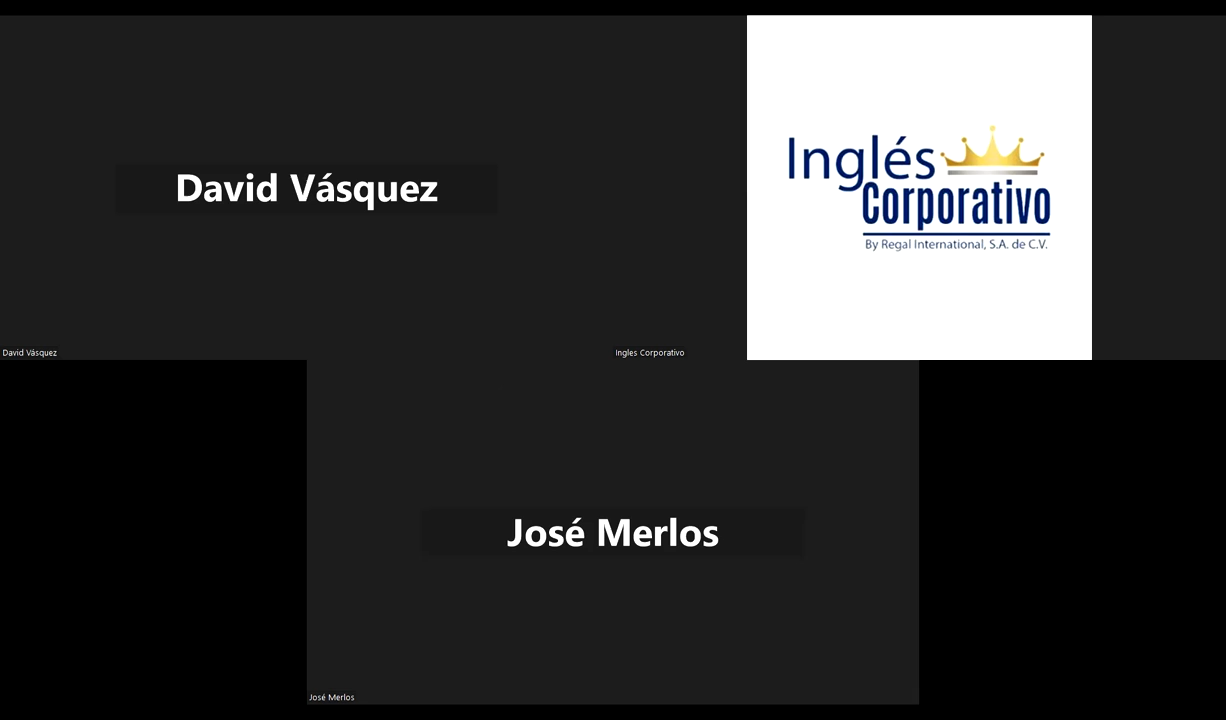 David Vásquez
Inglés
Corporativo
By Regal International, S.A. de C.V.
David Vásquez
Ingles Corporativo
José Merlos
José Merlos